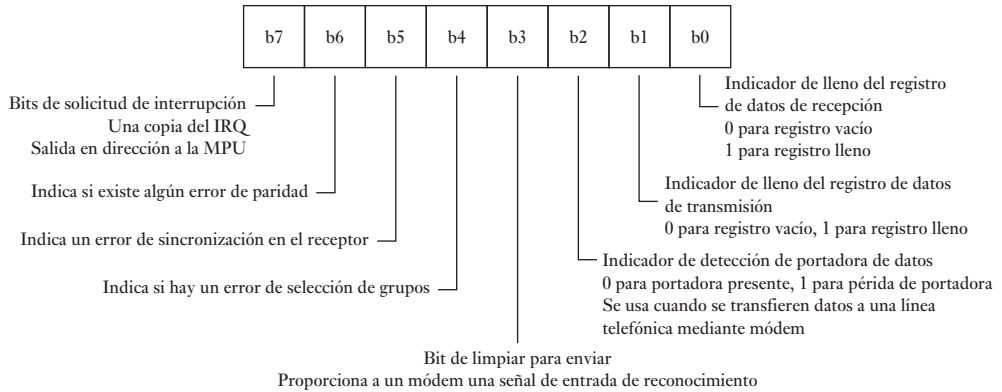 b7 b6 b5 b4 b3 b2 b1 b0
Bits de solicitud de interrupción
Una copia del IRQ
Salida en dirección a la MPU
Indica si existe algún error de paridad
Indica un error de sincronización en el receptor
Indica si hay un error de selección de grupos
Bit de limpiar para enviar
Proporciona a un módem una señal de entrada de reconocimiento
Indicador de lleno del registro
de datos de recepción
0 para registro vacío
1 para registro lleno
Indicador de lleno del registro de datos
de transmisión
0 para registro vacío, 1 para registro lleno
Indicador de detección de portadora de datos
0 para portadora presente, 1 para périda de portadora
Se usa cuando se transfieren datos a una línea
telefónica mediante módem